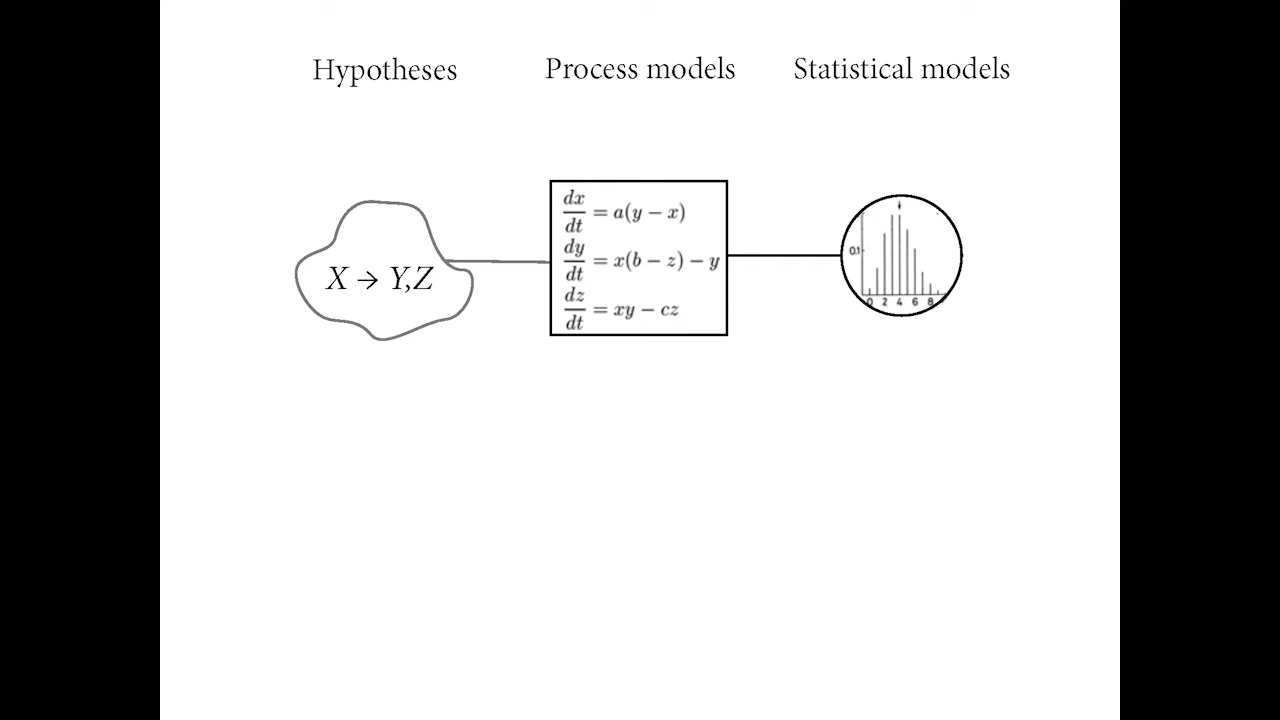 Hypotheses Process models Statistical models
X → Y,Z
dx/dt = a(y − x)
dy/dt = x(b − z) − y
dz/dt = xy − cz
0.1
0 2 4 6 8